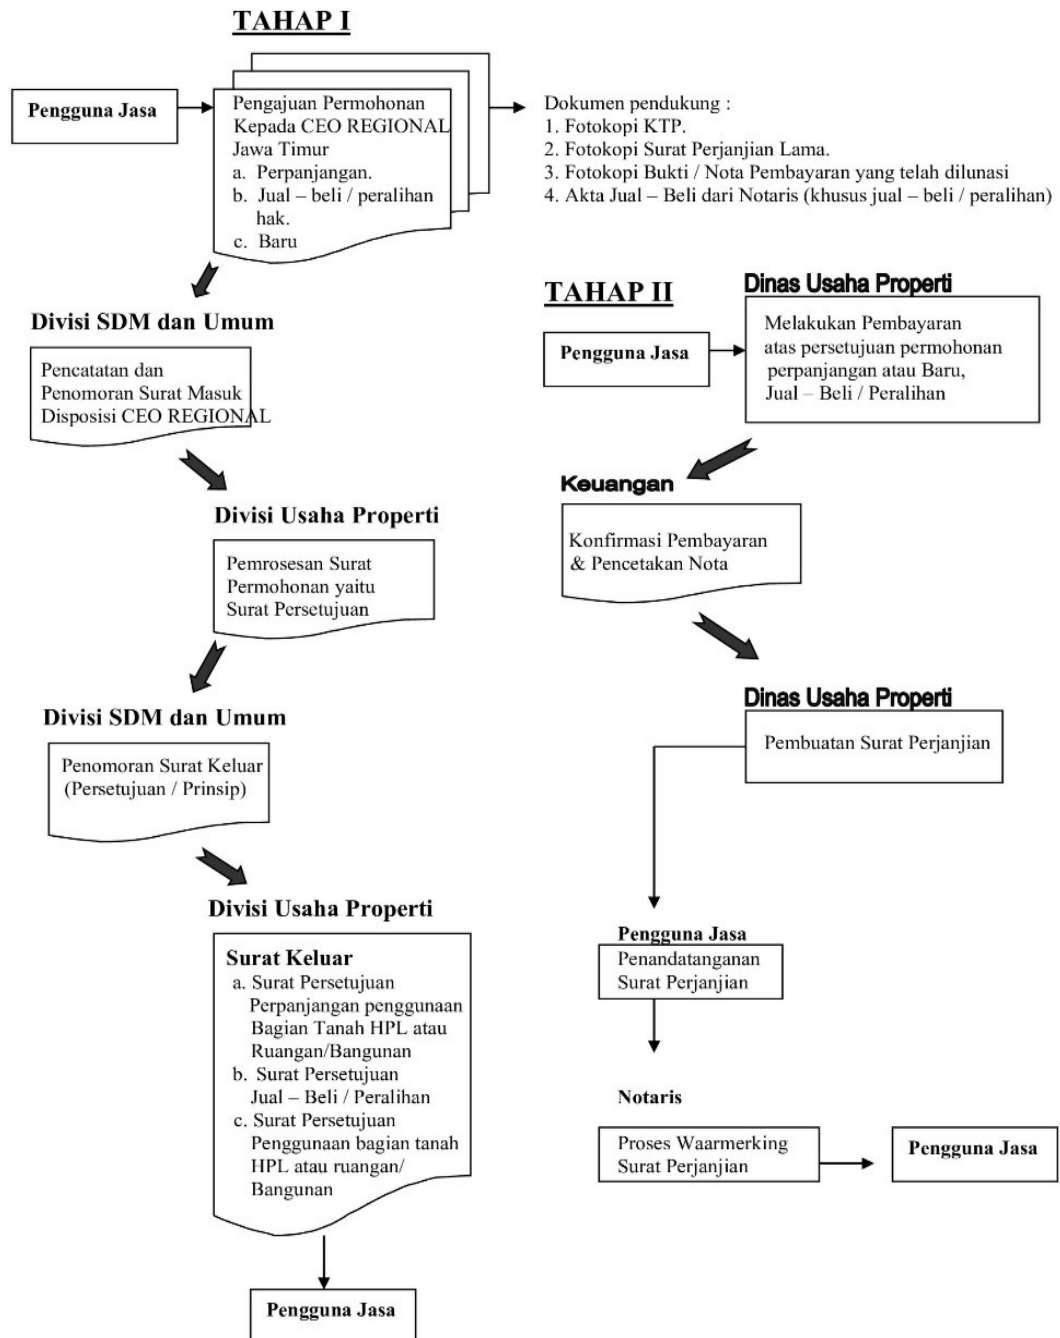 TAHAP I
Pengguna Jasa
Pengajuan Permohonan
Kepada CEO REGIONAL
Jawa Timur
a. Perpanjangan.
b. Jual – beli / peralihan
hak.
c. Baru
Dokumen pendukung :
1. Fotokopi KTP.
2. Fotokopi Surat Perjanjian Lama.
3. Fotokopi Bukti / Nota Pembayaran yang telah dilunasi
4. Akta Jual – Beli dari Notaris (khusus jual – beli / peralihan)
Divisi SDM dan Umum
Pencatatan dan
Penomoran Surat Masuk
Disposisi CEO REGIONAL
Divisi Usaha Properti
Pemrosesan Surat
Permohonan yaitu
Surat Persetujuan
Divisi SDM dan Umum
Penomoran Surat Keluar
(Persetujuan / Prinsip)
Divisi Usaha Properti
Surat Keluar
a. Surat Persetujuan
Perpanjangan penggunaan
Bagian Tanah HPL atau
Ruangan/Bangunan
b. Surat Persetujuan
Jual – Beli / Peralihan
c. Surat Persetujuan
Penggunaan bagian tanah
HPL atau ruangan/
Bangunan
Pengguna Jasa
TAHAP II
Pengguna Jasa
Dinas Usaha Properti
Melakukan Pembayaran
atas persetujuan permohonan
perpanjangan atau Baru,
Jual – Beli / Peralihan
Keuangan
Konfirmasi Pembayaran
& Pencetakan Nota
Dinas Usaha Properti
Pembuatan Surat Perjanjian
Pengguna Jasa
Penandatanganan
Surat Perjanjian
Notaris
Proses Waarmerking
Surat Perjanjian
Pengguna Jasa